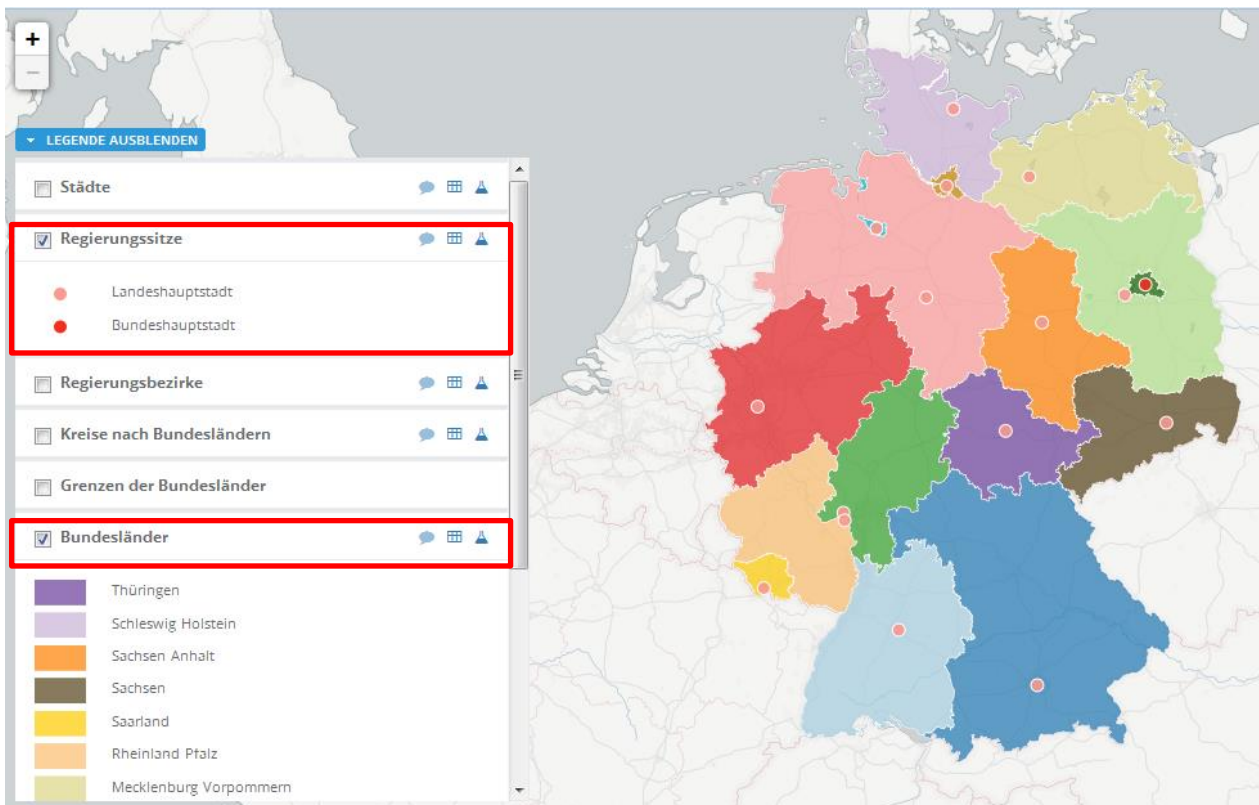 +
−
LEGENDE AUSBLENDEN
Städte
Regierungssitze
Landeshauptstadt
Bundeshauptstadt
Regierungsbezirke
Kreise nach Bundesländern
Grenzen der Bundesländer
Bundesländer
Thüringen
Schleswig Holstein
Sachsen Anhalt
Sachsen
Saarland
Rheinland Pfalz
Mecklenburg Vorpommern